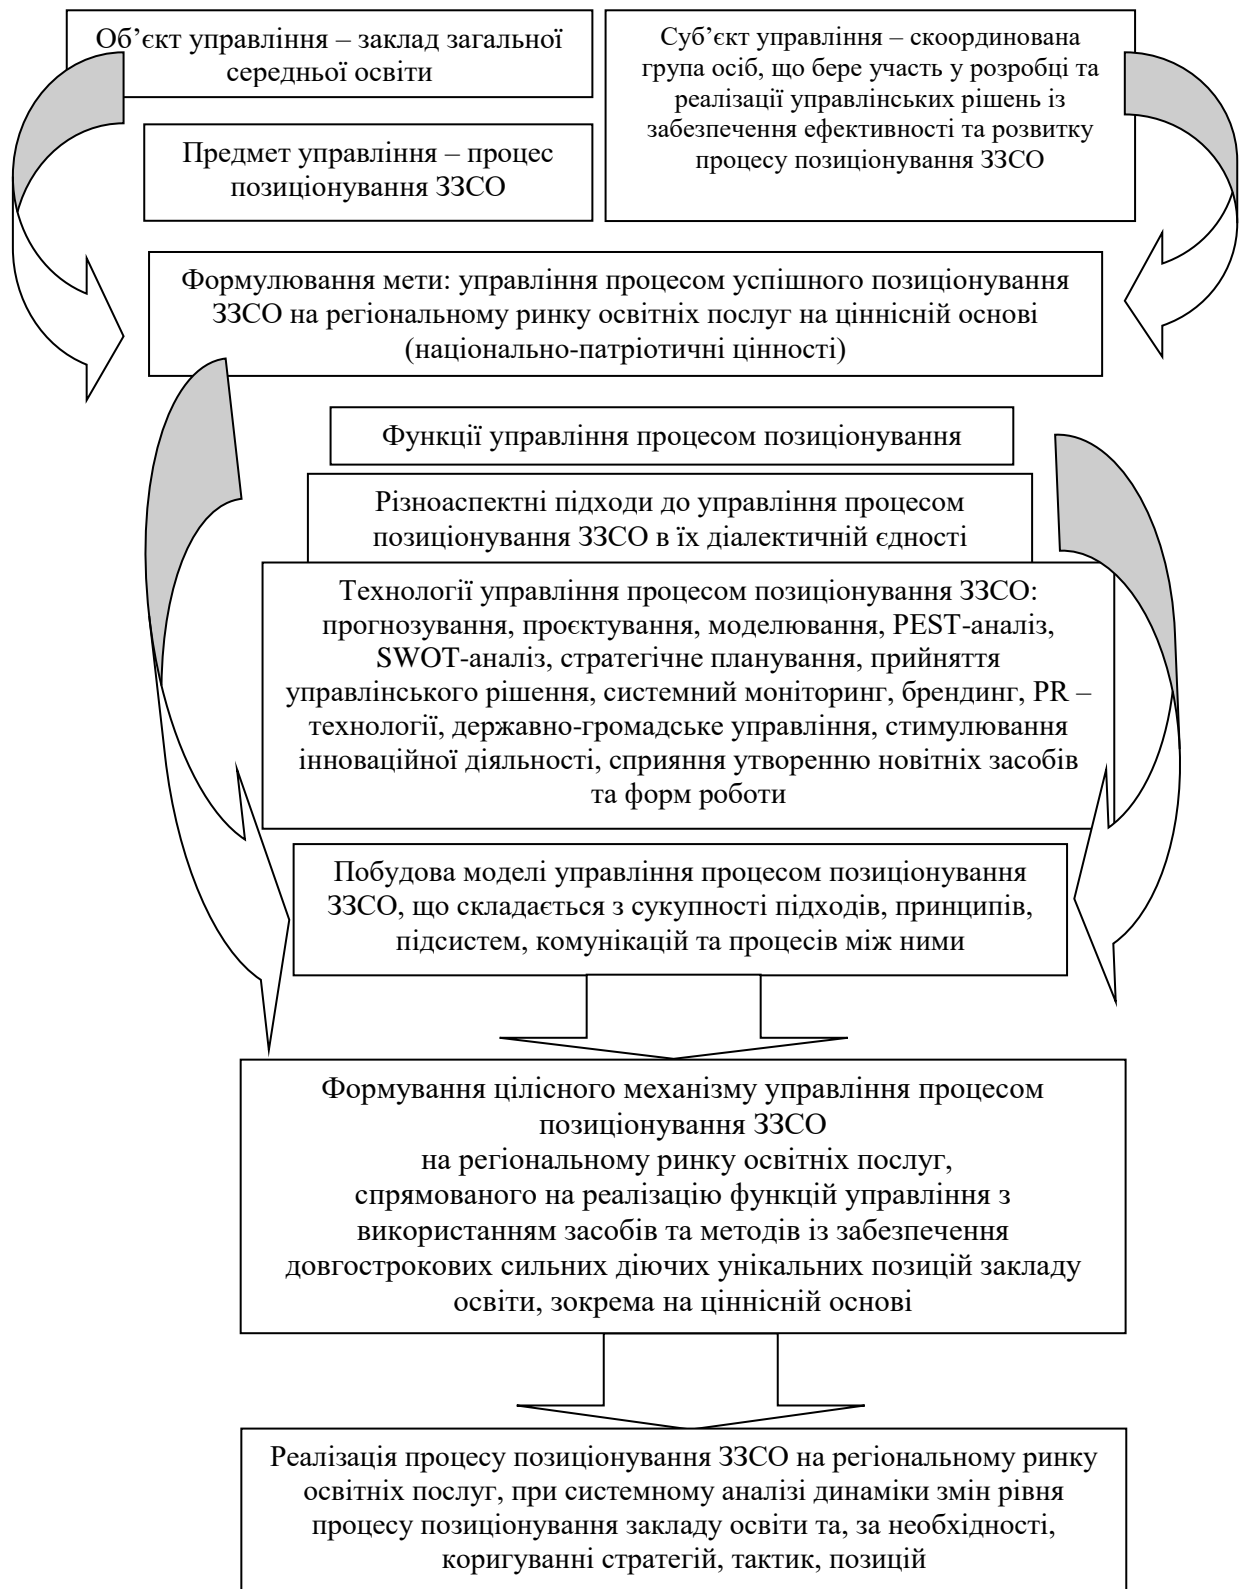 Об’єкт управління – заклад загальної
середньої освіти
Предмет управління – процес
позиціонування ЗЗСО
Суб’єкт управління – скоординована
група осіб, що бере участь у розробці та
реалізації управлінських рішень із
забезпечення ефективності та розвитку
процесу позиціонування ЗЗСО
Формулювання мети: управління процесом успішного позиціонування
ЗЗСО на регіональному ринку освітніх послуг на ціннісній основі
(національно-патріотичні цінності)
Функції управління процесом позиціонування
Різноаспектні підходи до управління процесом
позиціонування ЗЗСО в їх діалектичній єдності
Технології управління процесом позиціонування ЗЗСО:
прогнозування, проєктування, моделювання, PEST-аналіз,
SWOT-аналіз, стратегічне планування, прийняття
управлінського рішення, системний моніторинг, брендинг, PR –
технології, державно-громадське управління, стимулювання
інноваційної діяльності, сприяння утворенню новітніх засобів
та форм роботи
Побудова моделі управління процесом позиціонування
ЗЗСО, що складається з сукупності підходів, принципів,
підсистем, комунікацій та процесів між ними
Формування цілісного механізму управління процесом
позиціонування ЗЗСО
на регіональному ринку освітніх послуг,
спрямованого на реалізацію функцій управління з
використанням засобів та методів із забезпечення
довгострокових сильних діючих унікальних позицій закладу
освіти, зокрема на ціннісній основі
Реалізація процесу позиціонування ЗЗСО на регіональному ринку
освітніх послуг, при системному аналізі динаміки змін рівня
процесу позиціонування закладу освіти та, за необхідності,
коригуванні стратегій, тактик, позицій